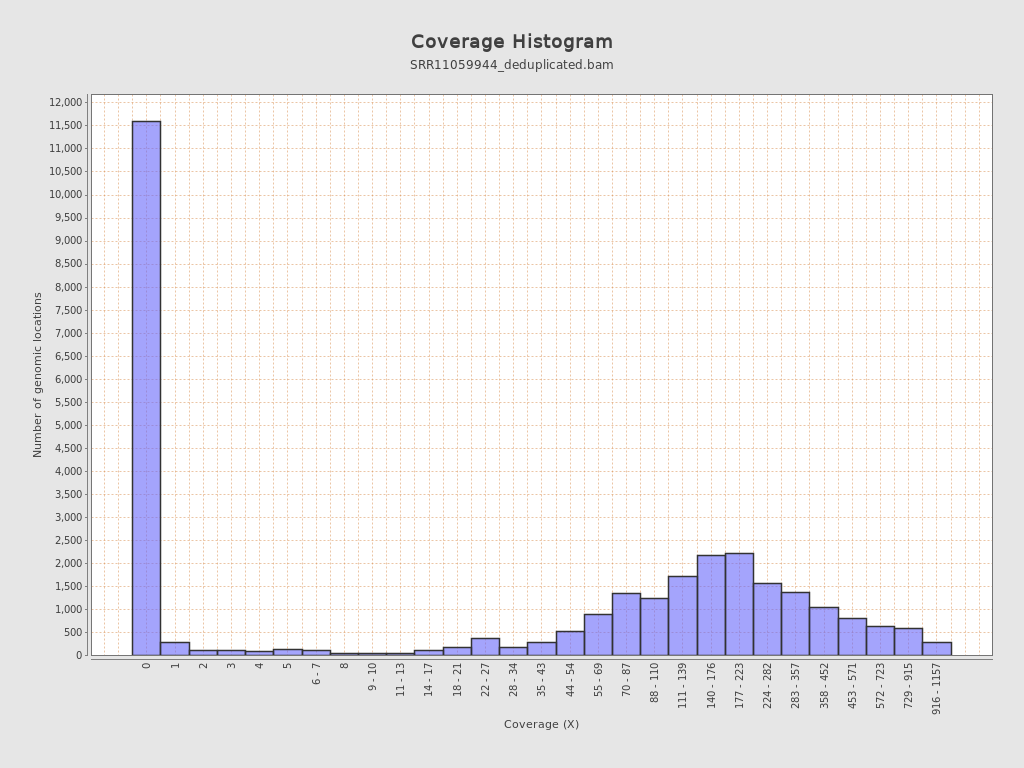 Coverage Histogram
SRR11059944_deduplicated.bam
12,000
11,500
11,000
10,500
10,000
9,500
9,000
8,500
8,000
7,500
7,000
6,500
6,000
5,500
5,000
4,500
4,000
3,500
3,000
2,500
2,000
1,500
1,000
500
0
Number of genomic locations
0
1
2
3
4
5
6 - 7
8
9 - 10
11 - 13
14 - 17
18 - 21
22 - 27
28 - 34
35 - 43
44 - 54
55 - 69
70 - 87
88 - 110
111 - 139
140 - 176
177 - 223
224 - 282
283 - 357
358 - 452
453 - 571
572 - 723
729 - 915
916 - 1157
Coverage (X)